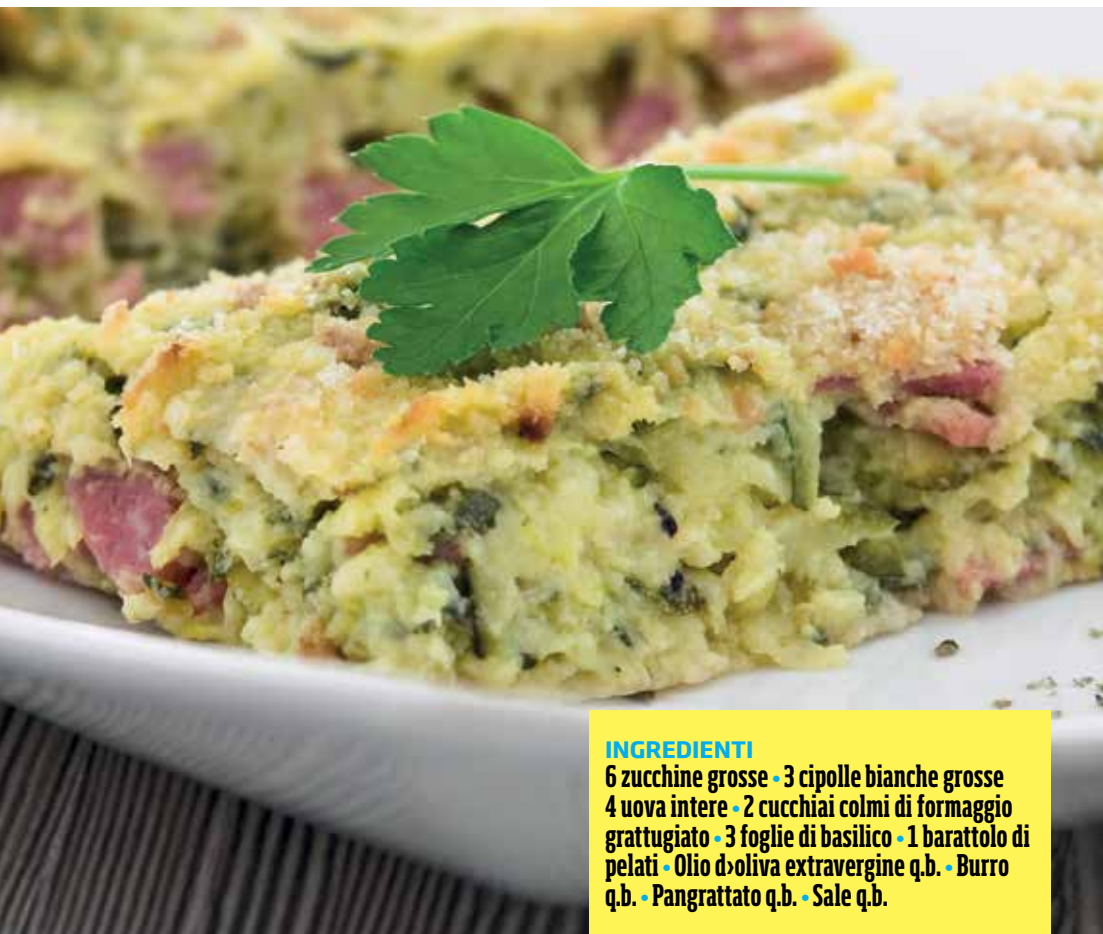 INGREDIENTI
6 zucchine grosse • 3 cipolle bianche grosse
4 uova intere • 2 cucchiai colmi di formaggio
grattugiato • 3 foglie di basilico • 1 barattolo di
pelati • Olio d›oliva extravergine q.b. • Burro
q.b. • Pangrattato q.b. • Sale q.b.